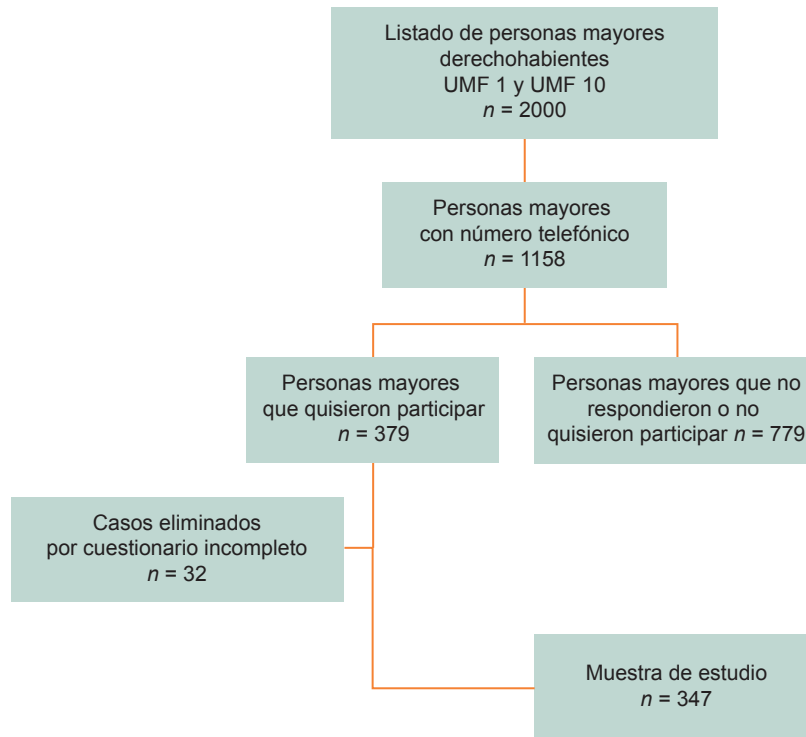 Listado de personas mayores
derechohabientes
UMF 1 y UMF 10
n = 2000
Personas mayores
con número telefónico
n = 1158
Personas mayores
que quisieron participar
n = 379
Personas mayores que no
respondieron o no
quisieron participar n = 779
Casos eliminados
por cuestionario incompleto
n = 32
Muestra de estudio
n = 347